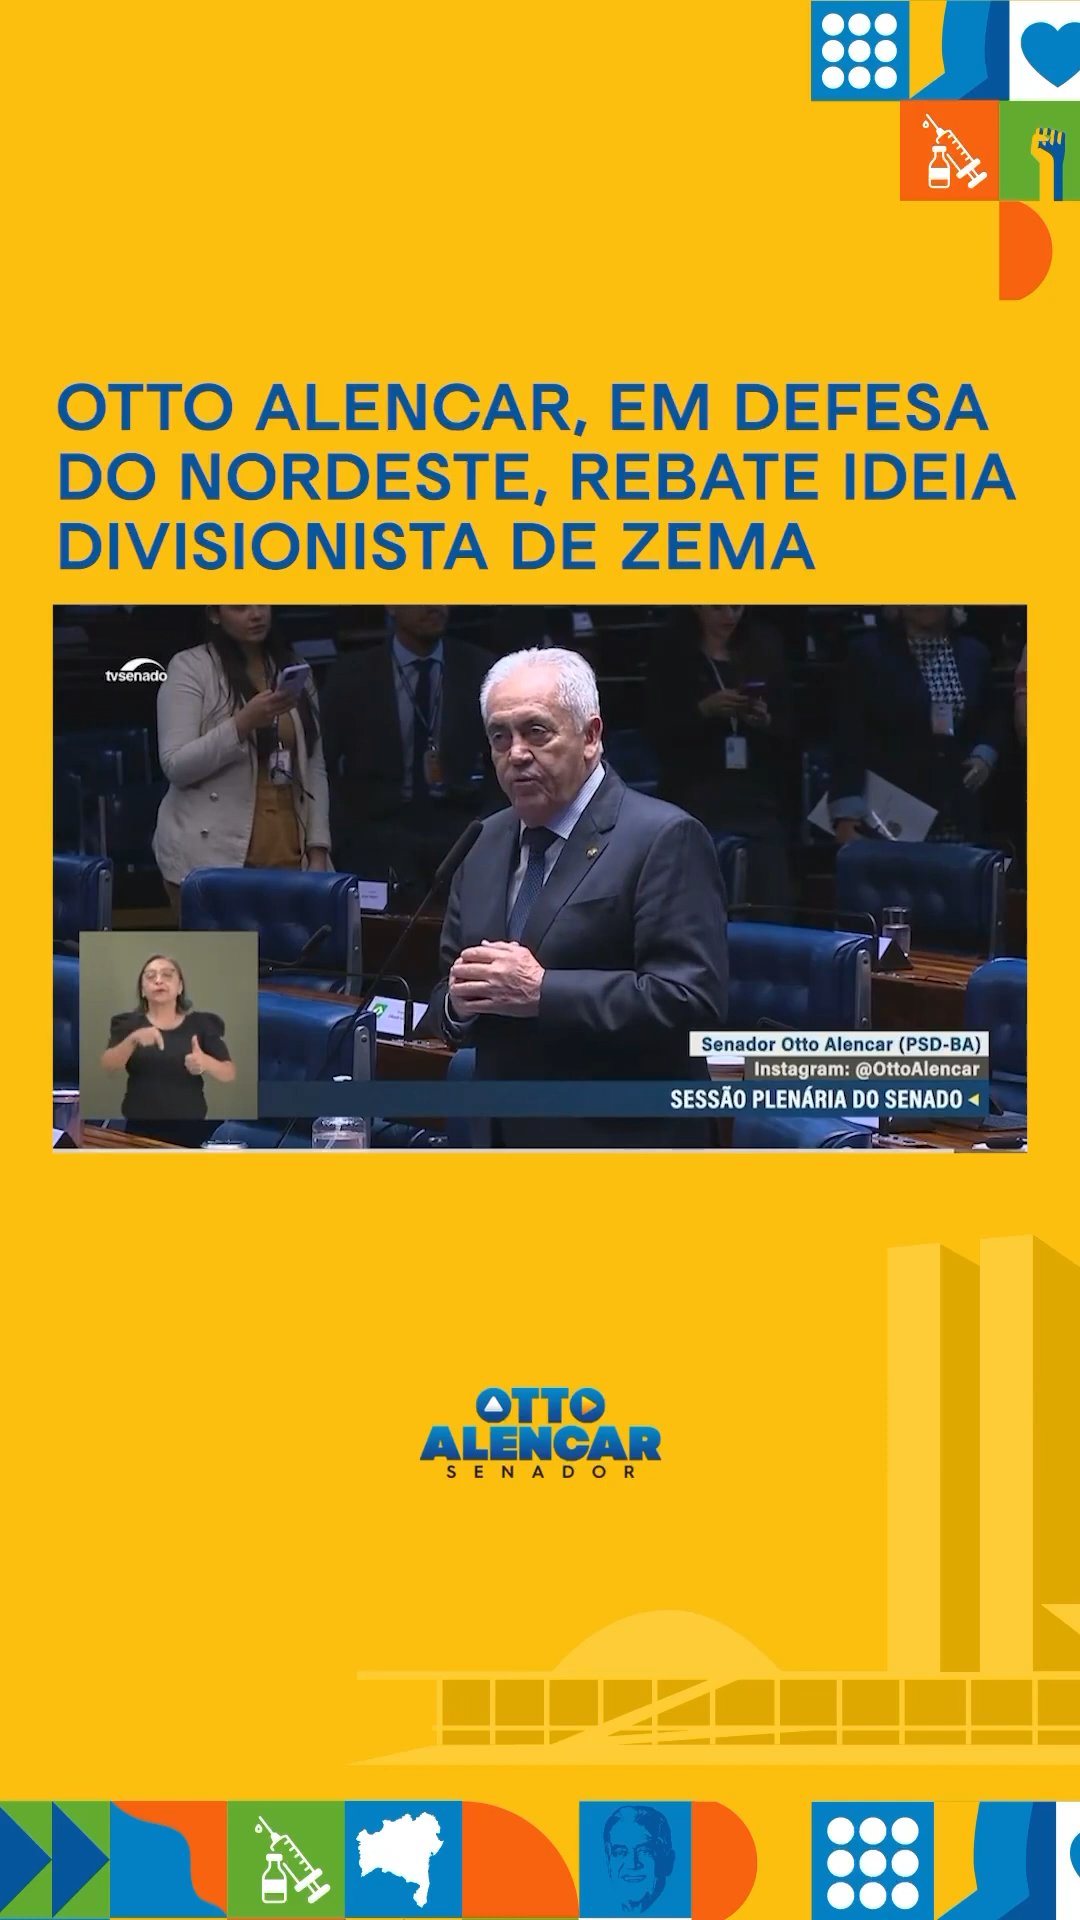 OTTO ALENCAR, EM DEFESA
DO NORDESTE, REBATE IDEIA
DIVISIONISTA DE ZEMA
tvsenado
Senador Otto Alencar (PSD-BA)
Instagram: @OttoAlencar
SESSÃO PLENÁRIA DO SENADO
OTTO
ALENCAR
SENADOR